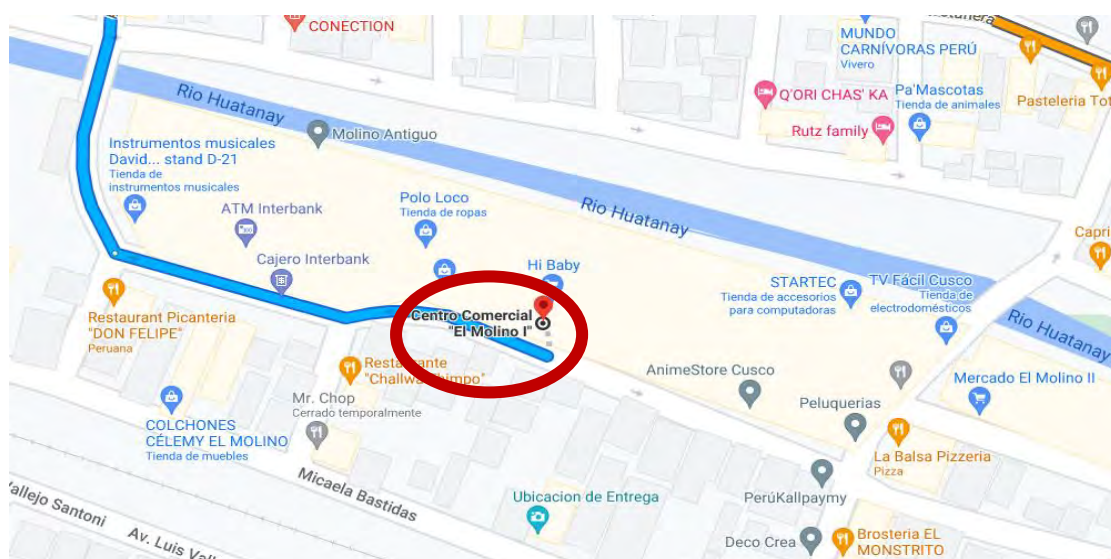 CONECTION
MUNDO
CARNÍVORAS PERÚ
Vivero
Q'ORI CHAS' KA
Pa'Mascotas
Tienda de animales
Pasteleria Tot
Rutz family
Rio Huatanay
Molino Antiguo
Instrumentos musicales
David... stand D-21
Tienda de
instrumentos musicales
Polo Loco
Tienda de ropas
ATM Interbank
Rio Huatanay
Capri
Cajero Interbank
Hi Baby
STARTEC
Tienda de accesorios
para computadoras
TV Fácil Cusco
Tienda de
electrodomésticos
Rio Huatanay
Centro Comercial
"El Molino I"
Restaurant Picanteria
"DON FELIPE"
Peruana
Restaurante
AnimeStore Cusco
Mercado El Molino II
Mr. Chop
Cerrado temporalmente
Peluquerias
COLCHONES
CÉLEMY EL MOLINO
Tienda de muebles
La Balsa Pizzeria
Pizza
Micaela Bastidas
Ubicacion de Entrega
PerúKallpaymy
Vallejo Santoni
Av. Luis Vall
Deco Crea
Brosteria EL
MONSTRITO